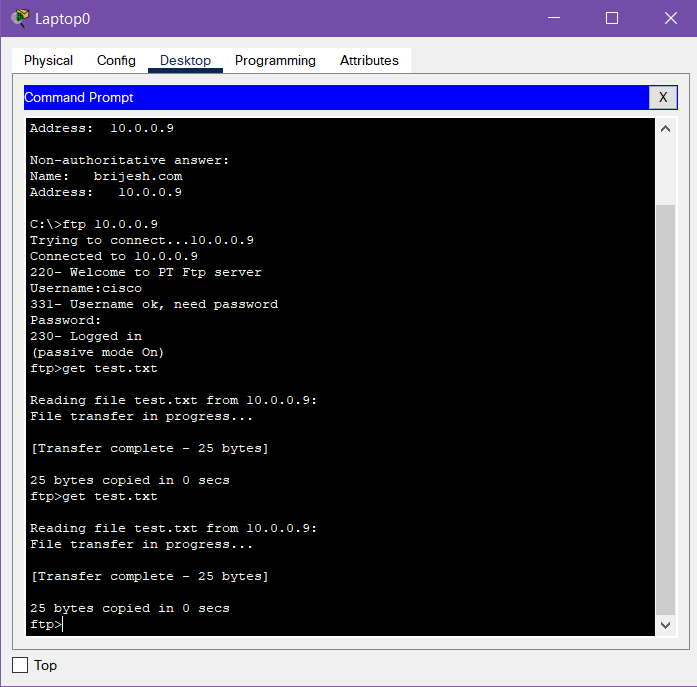 Laptop0
Physical Config Desktop Programming Attributes
Command Prompt X
Address:  10.0.0.9
Non-authoritative answer:
Name:   brijesh.com
Address:   10.0.0.9
C:\>ftp 10.0.0.9
Trying to connect...10.0.0.9
Connected to 10.0.0.9
220- Welcome to PT Ftp server
Username:cisco
331- Username ok, need password
Password:
230- Logged in
(passive mode On)
ftp>get test.txt
Reading file test.txt from 10.0.0.9:
File transfer in progress...
[Transfer complete - 25 bytes]
25 bytes copied in 0 secs
ftp>get test.txt
Reading file test.txt from 10.0.0.9:
File transfer in progress...
[Transfer complete - 25 bytes]
25 bytes copied in 0 secs
ftp>
Top